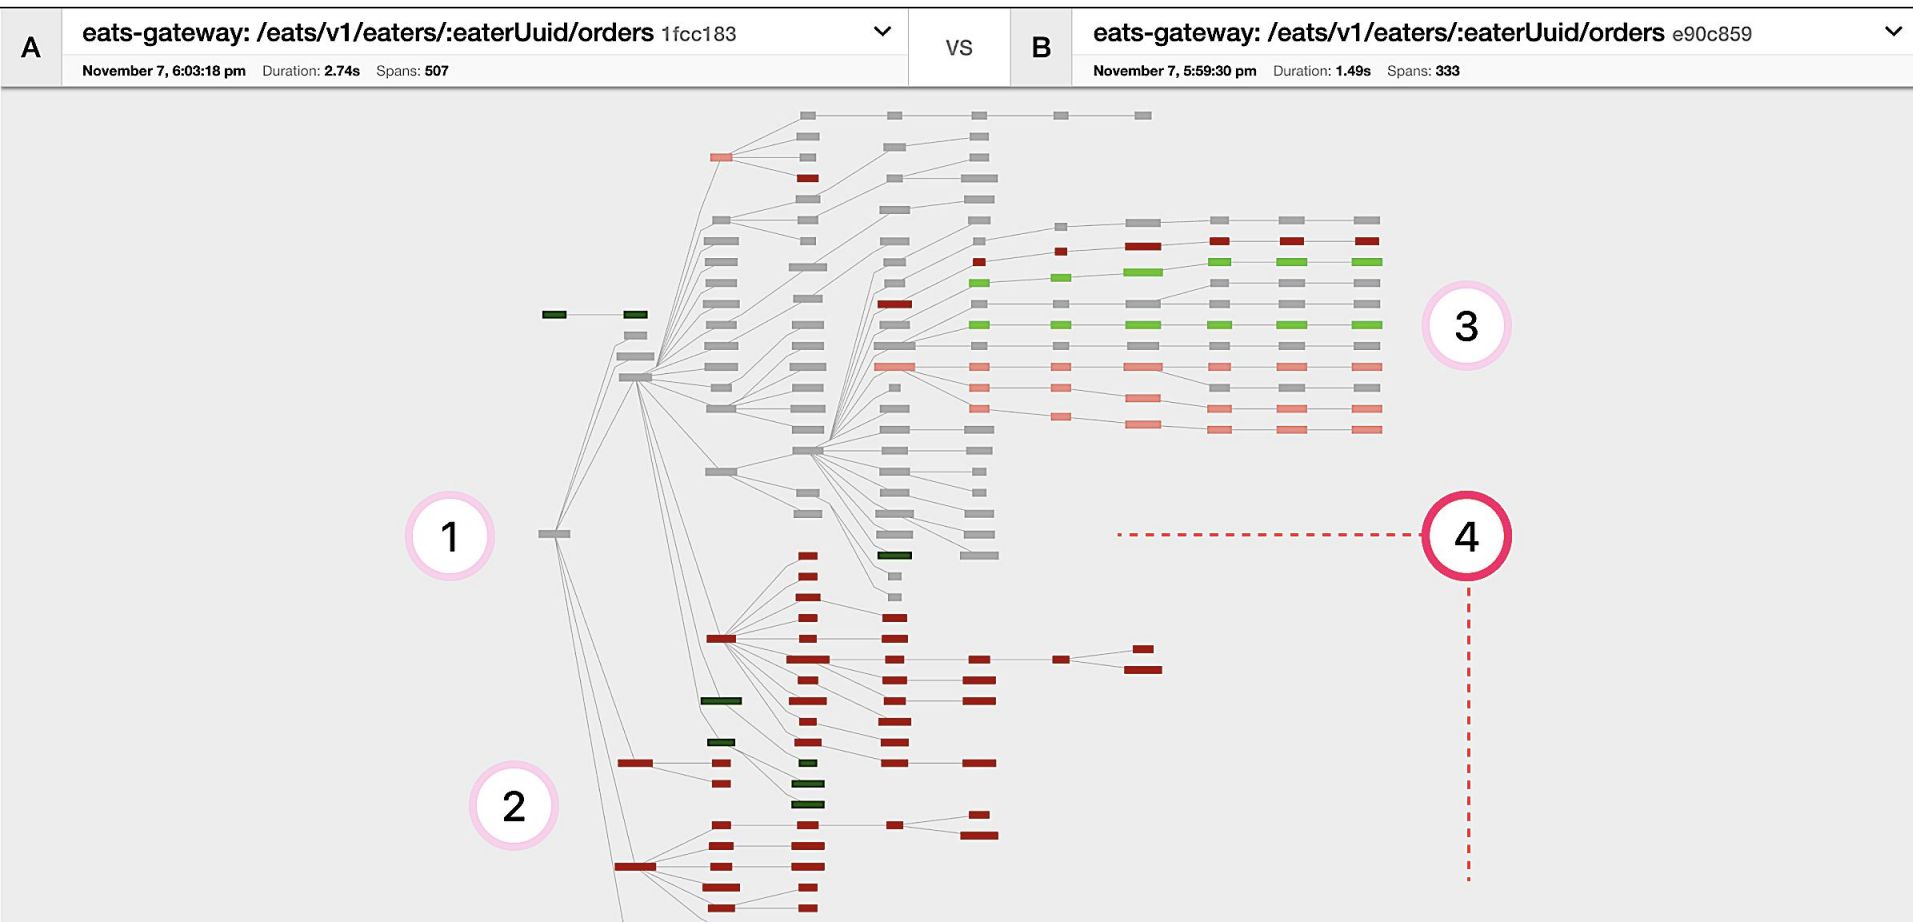 A
eats-gateway: /eats/v1/eaters/:eaterUuid/orders 1fcc183
November 7, 6:03:18 pm Duration: 2.74s Spans: 507
VS
B
eats-gateway: /eats/v1/eaters/:eaterUuid/orders e90c859
November 7, 5:59:30 pm Duration: 1.49s Spans: 333
3
1
4
2